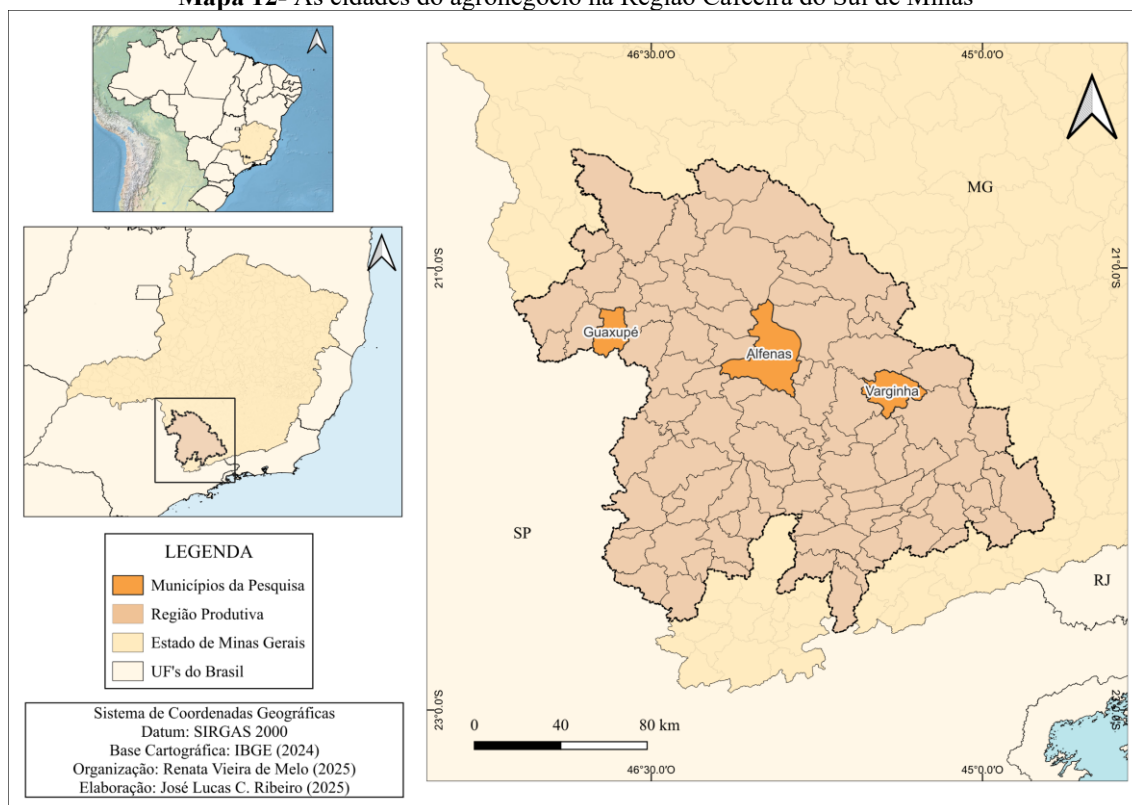 Mapa 12- As cidades do agronegócio na Região Cafeeira do Sul de Minas
46°30.0'O
45°0.0'O
MG
21°0.0'S
21°0.0'S
Guaxupé
Alfenas
Varginha
SP
RJ
LEGENDA
Municípios da Pesquisa
Região Produtiva
Estado de Minas Gerais
UF's do Brasil
23°0.0'S
23°0.0'S
Sistema de Coordenadas Geográficas
Datum: SIRGAS 2000
Base Cartográfica: IBGE (2024)
Organização: Renata Vieira de Melo (2025)
Elaboração: José Lucas C. Ribeiro (2025)
0 40 80 km
46°30.0'O
45°0.0'O